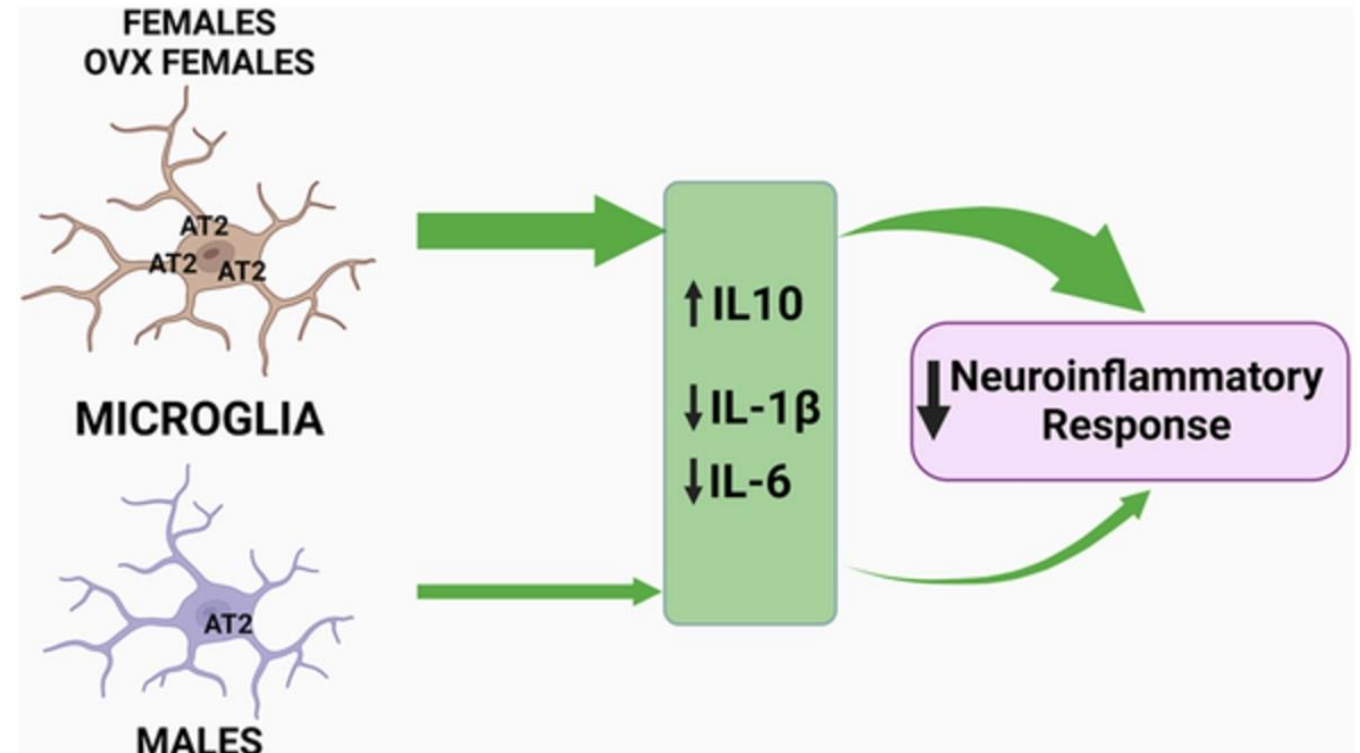 FEMALES
OVX FEMALES
AT2
AT2 AT2
MICROGLIA
AT2
MALES
↑ IL10
↓ IL-1β
↓ IL-6
↓ Neuroinflammatory
Response